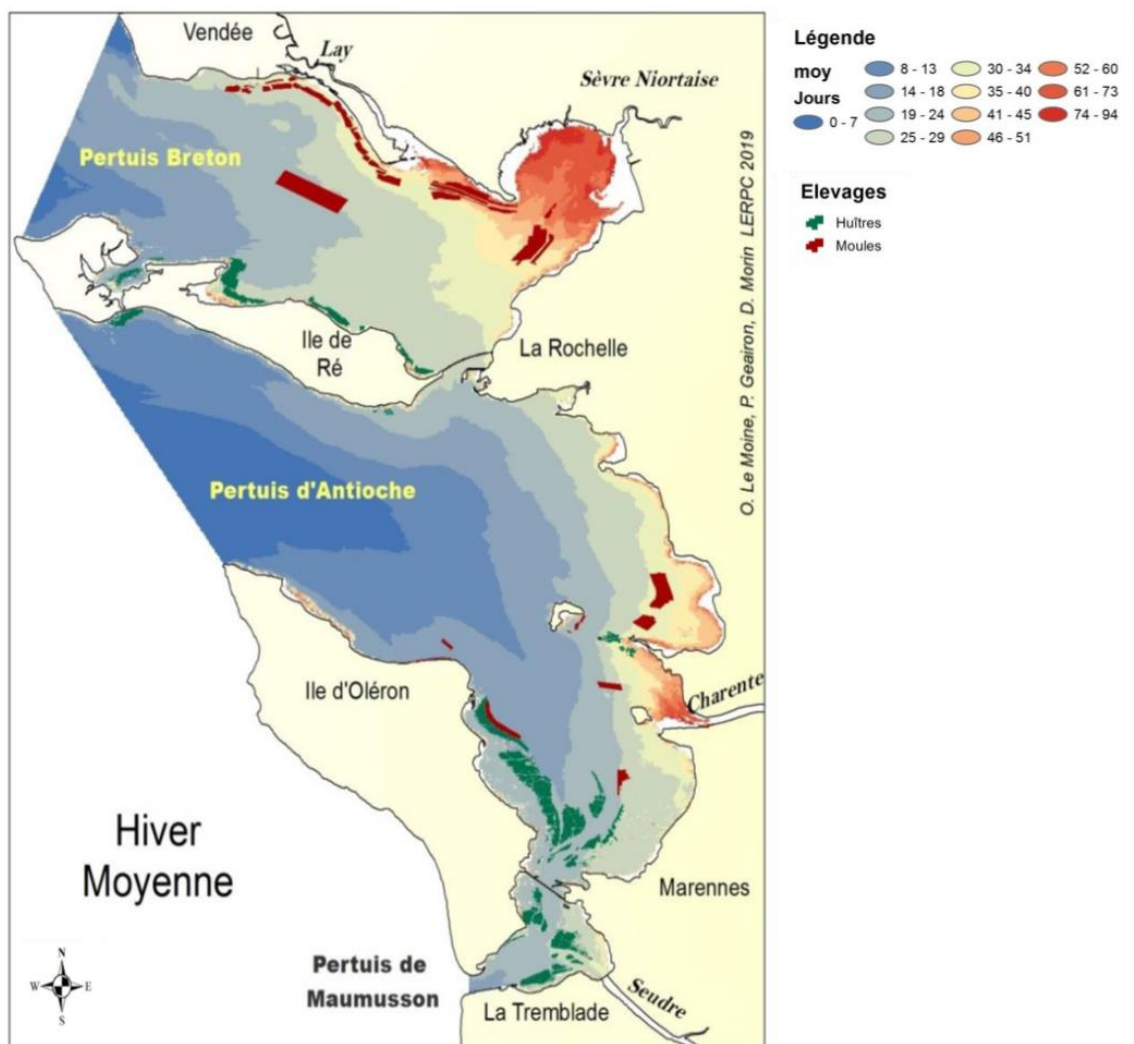 Vendée
Lay
Sèvre Niortaise
Pertuis Breton
Ile de
Ré
La Rochelle
Pertuis d'Antioche
Ile d'Oléron
Charente
Hiver
Moyenne
Marennes
Pertuis de
Maumusson
La Tremblade
Seudre
N
W E
S
O. Le Moine, P. Geairon, D. Morin LERPC 2019
Légende
moy
Jours
0 - 7
8 - 13
14 - 18
19 - 24
25 - 29
30 - 34
35 - 40
41 - 45
46 - 51
52 - 60
61 - 73
74 - 94
Elevages
Huîtres
Moules